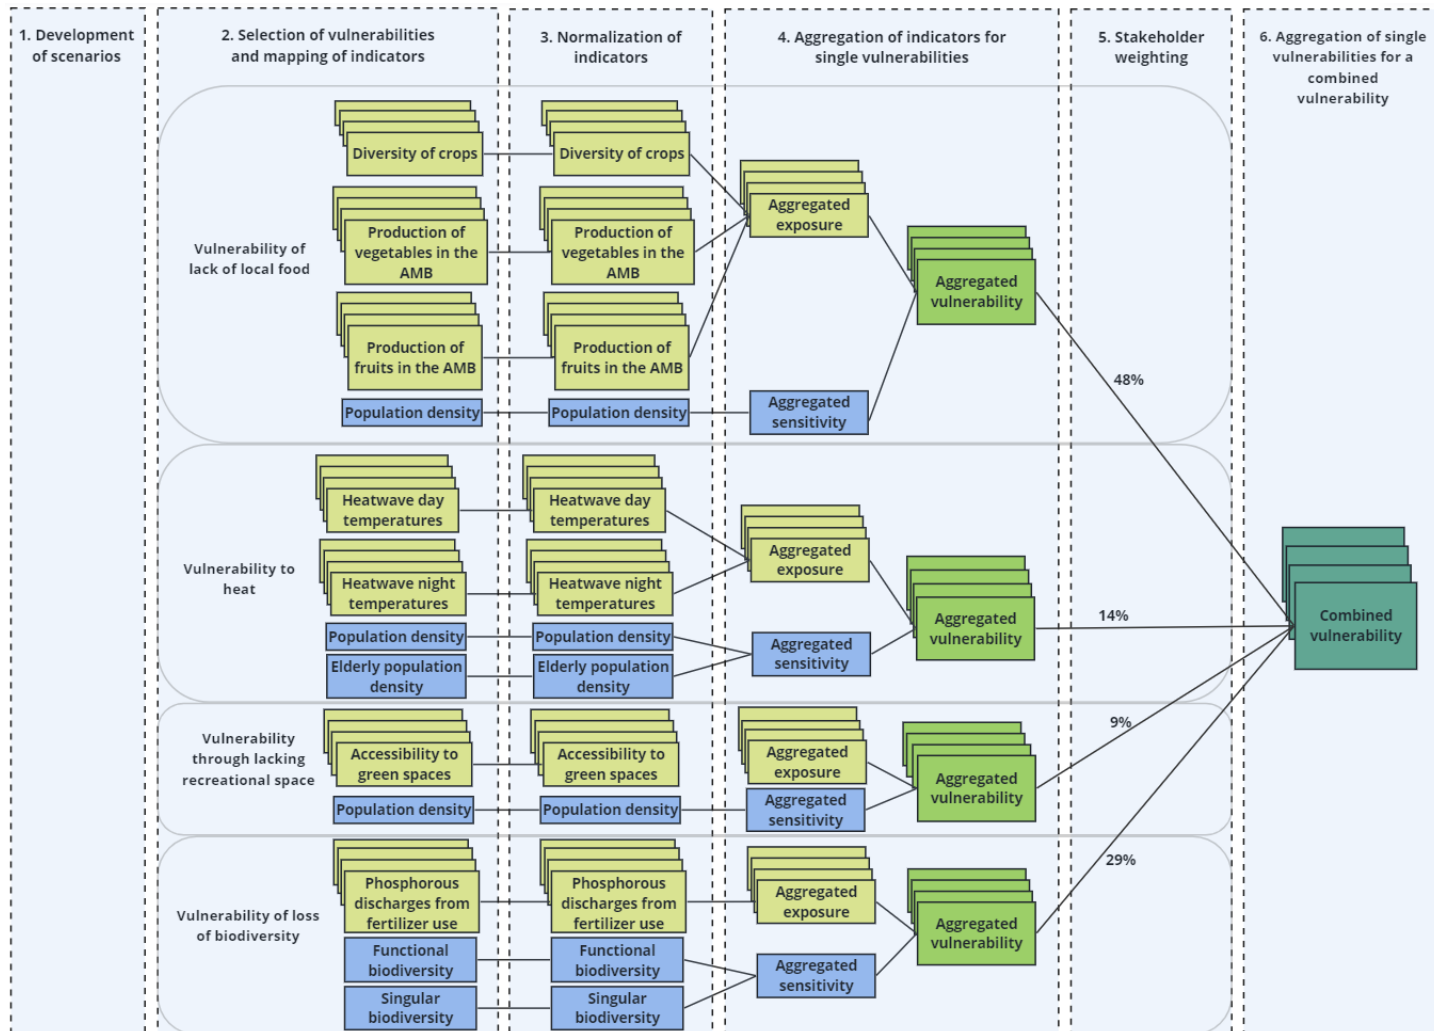 1. Development
of scenarios
2. Selection of vulnerabilities
and mapping of indicators
3. Normalization of
indicators
4. Aggregation of indicators for
single vulnerabilities
5. Stakeholder
weighting
6. Aggregation of single
vulnerabilities for a
combined
vulnerability
Vulnerability of
lack of local food
Diversity of crops
Diversity of crops
Production of
vegetables in the
AMB
Production of
vegetables in the
AMB
Production of
fruits in the AMB
Production of
fruits in the AMB
Population density
Population density
Aggregated
exposure
Aggregated
sensitivity
Aggregated
vulnerability
48%
Vulnerability to
heat
Heatwave day
temperatures
Heatwave day
temperatures
Heatwave night
temperatures
Heatwave night
temperatures
Population density
Population density
Elderly population
density
Elderly population
density
Aggregated
exposure
Aggregated
sensitivity
Aggregated
vulnerability
14%
Combined
vulnerability
Vulnerability
through lacking
recreational space
Accessibility to
green spaces
Accessibility to
green spaces
Population density
Population density
Aggregated
exposure
Aggregated
sensitivity
Aggregated
vulnerability
9%
Vulnerability of loss
of biodiversity
Phosphorous
discharges from
fertilizer use
Phosphorous
discharges from
fertilizer use
Functional
biodiversity
Functional
biodiversity
Singular
biodiversity
Singular
biodiversity
Aggregated
exposure
Aggregated
sensitivity
Aggregated
vulnerability
29%